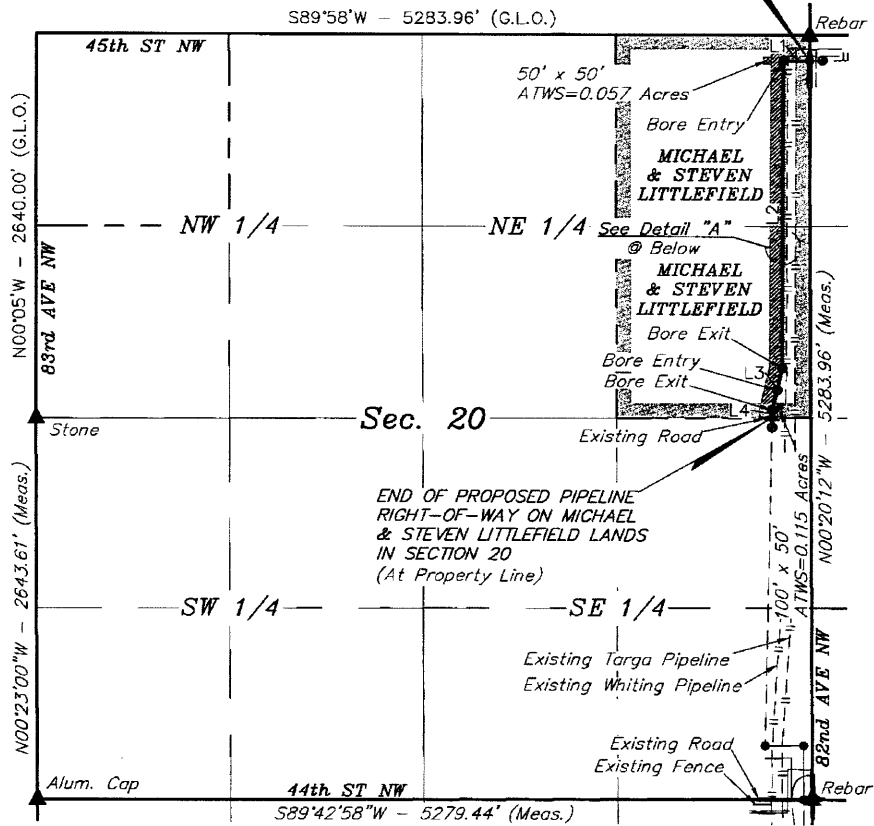 S89°58'W - 5283.96' (G.L.O.)
Rebar
45th ST NW
L1
50' x 50'
ATWS=0.057 Acres
Bore Entry
MICHAEL
& STEVEN
LITTLEFIELD
N00°05'W - 2640.00' (G.L.O.)
83rd AVE NW
NW 1/4
NE 1/4
See Detail "A"
@ Below
MICHAEL
& STEVEN
LITTLEFIELD
Bore Exit
Bore Entry
L3
Bore Exit
L4
Stone
Sec. 20
Existing Road
N00°20'12"W - 5283.96' (Meas.)
END OF PROPOSED PIPELINE
RIGHT-OF-WAY ON MICHAEL
& STEVEN LITTLEFIELD LANDS
IN SECTION 20
(At Property Line)
100' x 50'
ATWS=0.115 Acres
N00°23'00"W - 2643.61' (Meas.)
SW 1/4
SE 1/4
Existing Targa Pipeline
Existing Whiting Pipeline
82nd AVE NW
Existing Road
Existing Fence
Alum. Cap
44th ST NW
Rebar
S89°42'58"W - 5279.44' (Meas.)